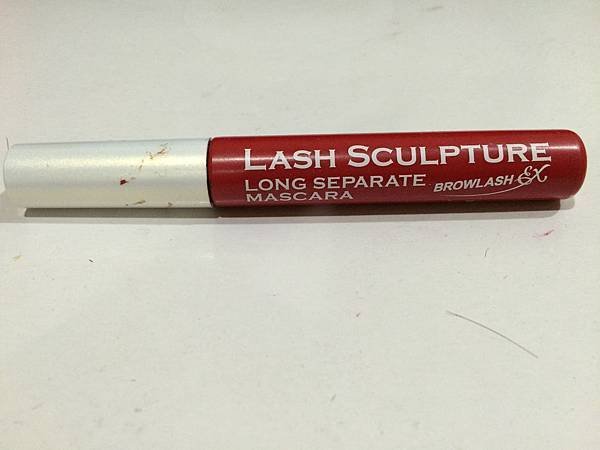 LASH SCULPTURE
LONG SEPARATE
MASCARA
BROWLASH EX